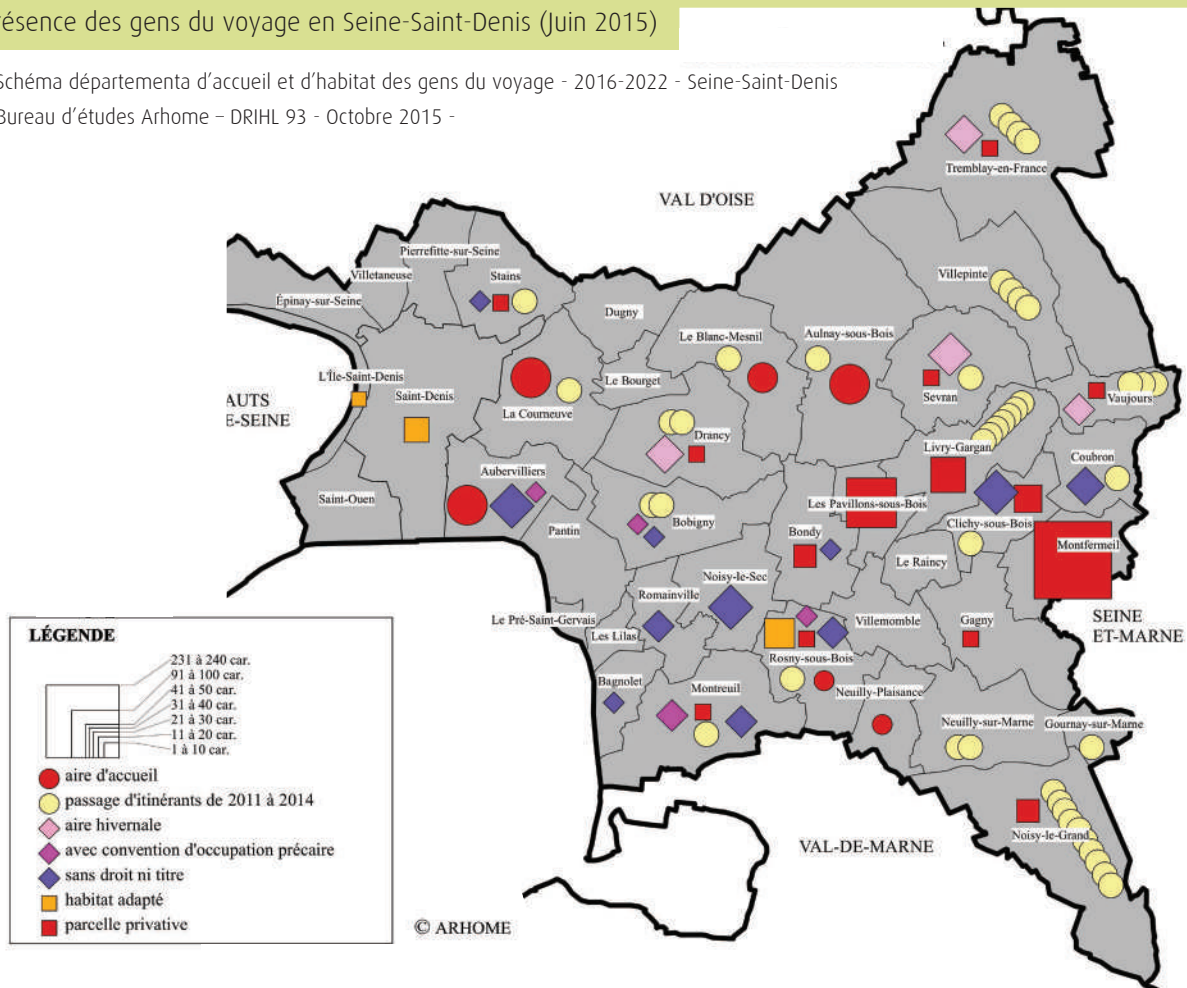 résence des gens du voyage en Seine-Saint-Denis (Juin 2015)
Schéma départementa d'accueil et d'habitat des gens du voyage - 2016-2022 - Seine-Saint-Denis
Bureau d'études Arhome – DRIHL 93 - Octobre 2015 -
Tremblay-en-France
VAL D'OISE
Pierrefitte-sur-Seine
Villetaneuse
Stains
Villepinte
Épinay-sur-Seine
Dugny
Le Blanc-Mesnil
Aulnay-sous-Bois
L'Île-Saint-Denis
Saint-Denis
Le Bourget
Sevran
Vaujours
AUTS
E-SEINE
La Courneuve
Drancy
Livry-Gargan
Coubron
Aubervilliers
Saint-Ouen
Les Pavillons-sous-Bois
Pantin
Bobigny
Bondy
Clichy-sous-Bois
Montfermeil
Le Raincy
Noisy-le-Sec
Romainville
Le Pré-Saint-Gervais
Villemomble
Gagny
SEINE
ET-MARNE
Les Lilas
Rosny-sous-Bois
Bagnolet
Montreuil
Neuilly-Plaisance
Neuilly-sur-Marne
Gournay-sur-Marne
Noisy-le-Grand
VAL-DE-MARNE
LÉGENDE
231 à 240 car.
91 à 100 car.
41 à 50 car.
31 à 40 car.
21 à 30 car.
11 à 20 car.
1 à 10 car.
aire d'accueil
passage d'itinérants de 2011 à 2014
aire hivernale
avec convention d'occupation précaire
sans droit ni titre
habitat adapté
parcelle privative
© ARHOME